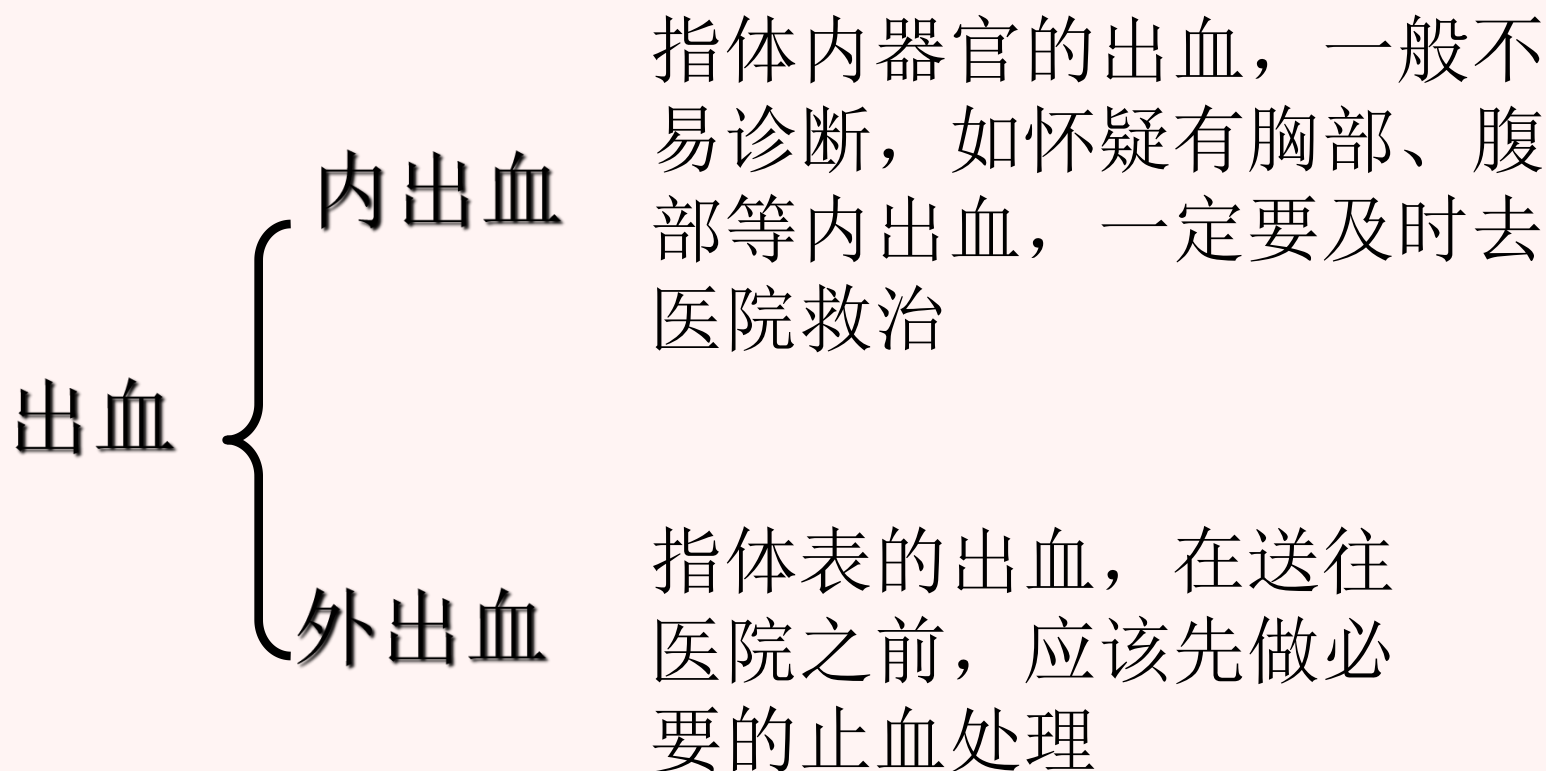 指体内器官的出血，一般不
易诊断，如怀疑有胸部、腹
部等内出血，一定要及时去
医院救治
内出血
出血
外出血
指体表的出血，在送往
医院之前，应该先做必
要的止血处理